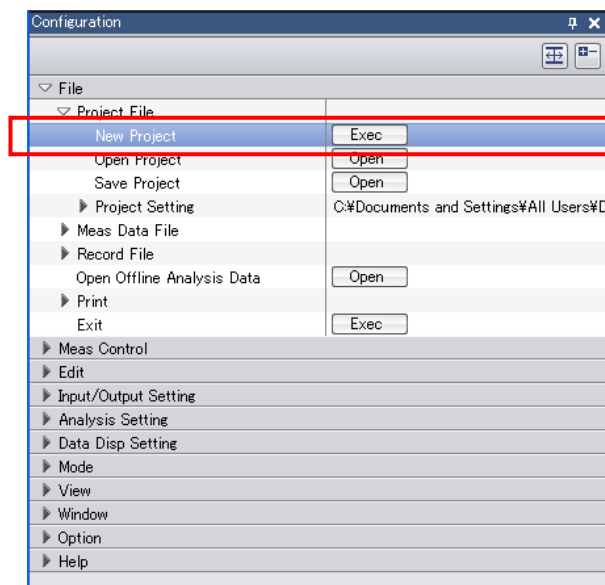 Configuration
File
Project File
New Project Exec
Open Project Open
Save Project Open
Project Setting C:¥Documents and Settings¥All Users¥D
Meas Data File
Record File
Open Offline Analysis Data Open
Print
Exit Exec
Meas Control
Edit
Input/Output Setting
Analysis Setting
Data Disp Setting
Mode
View
Window
Option
Help